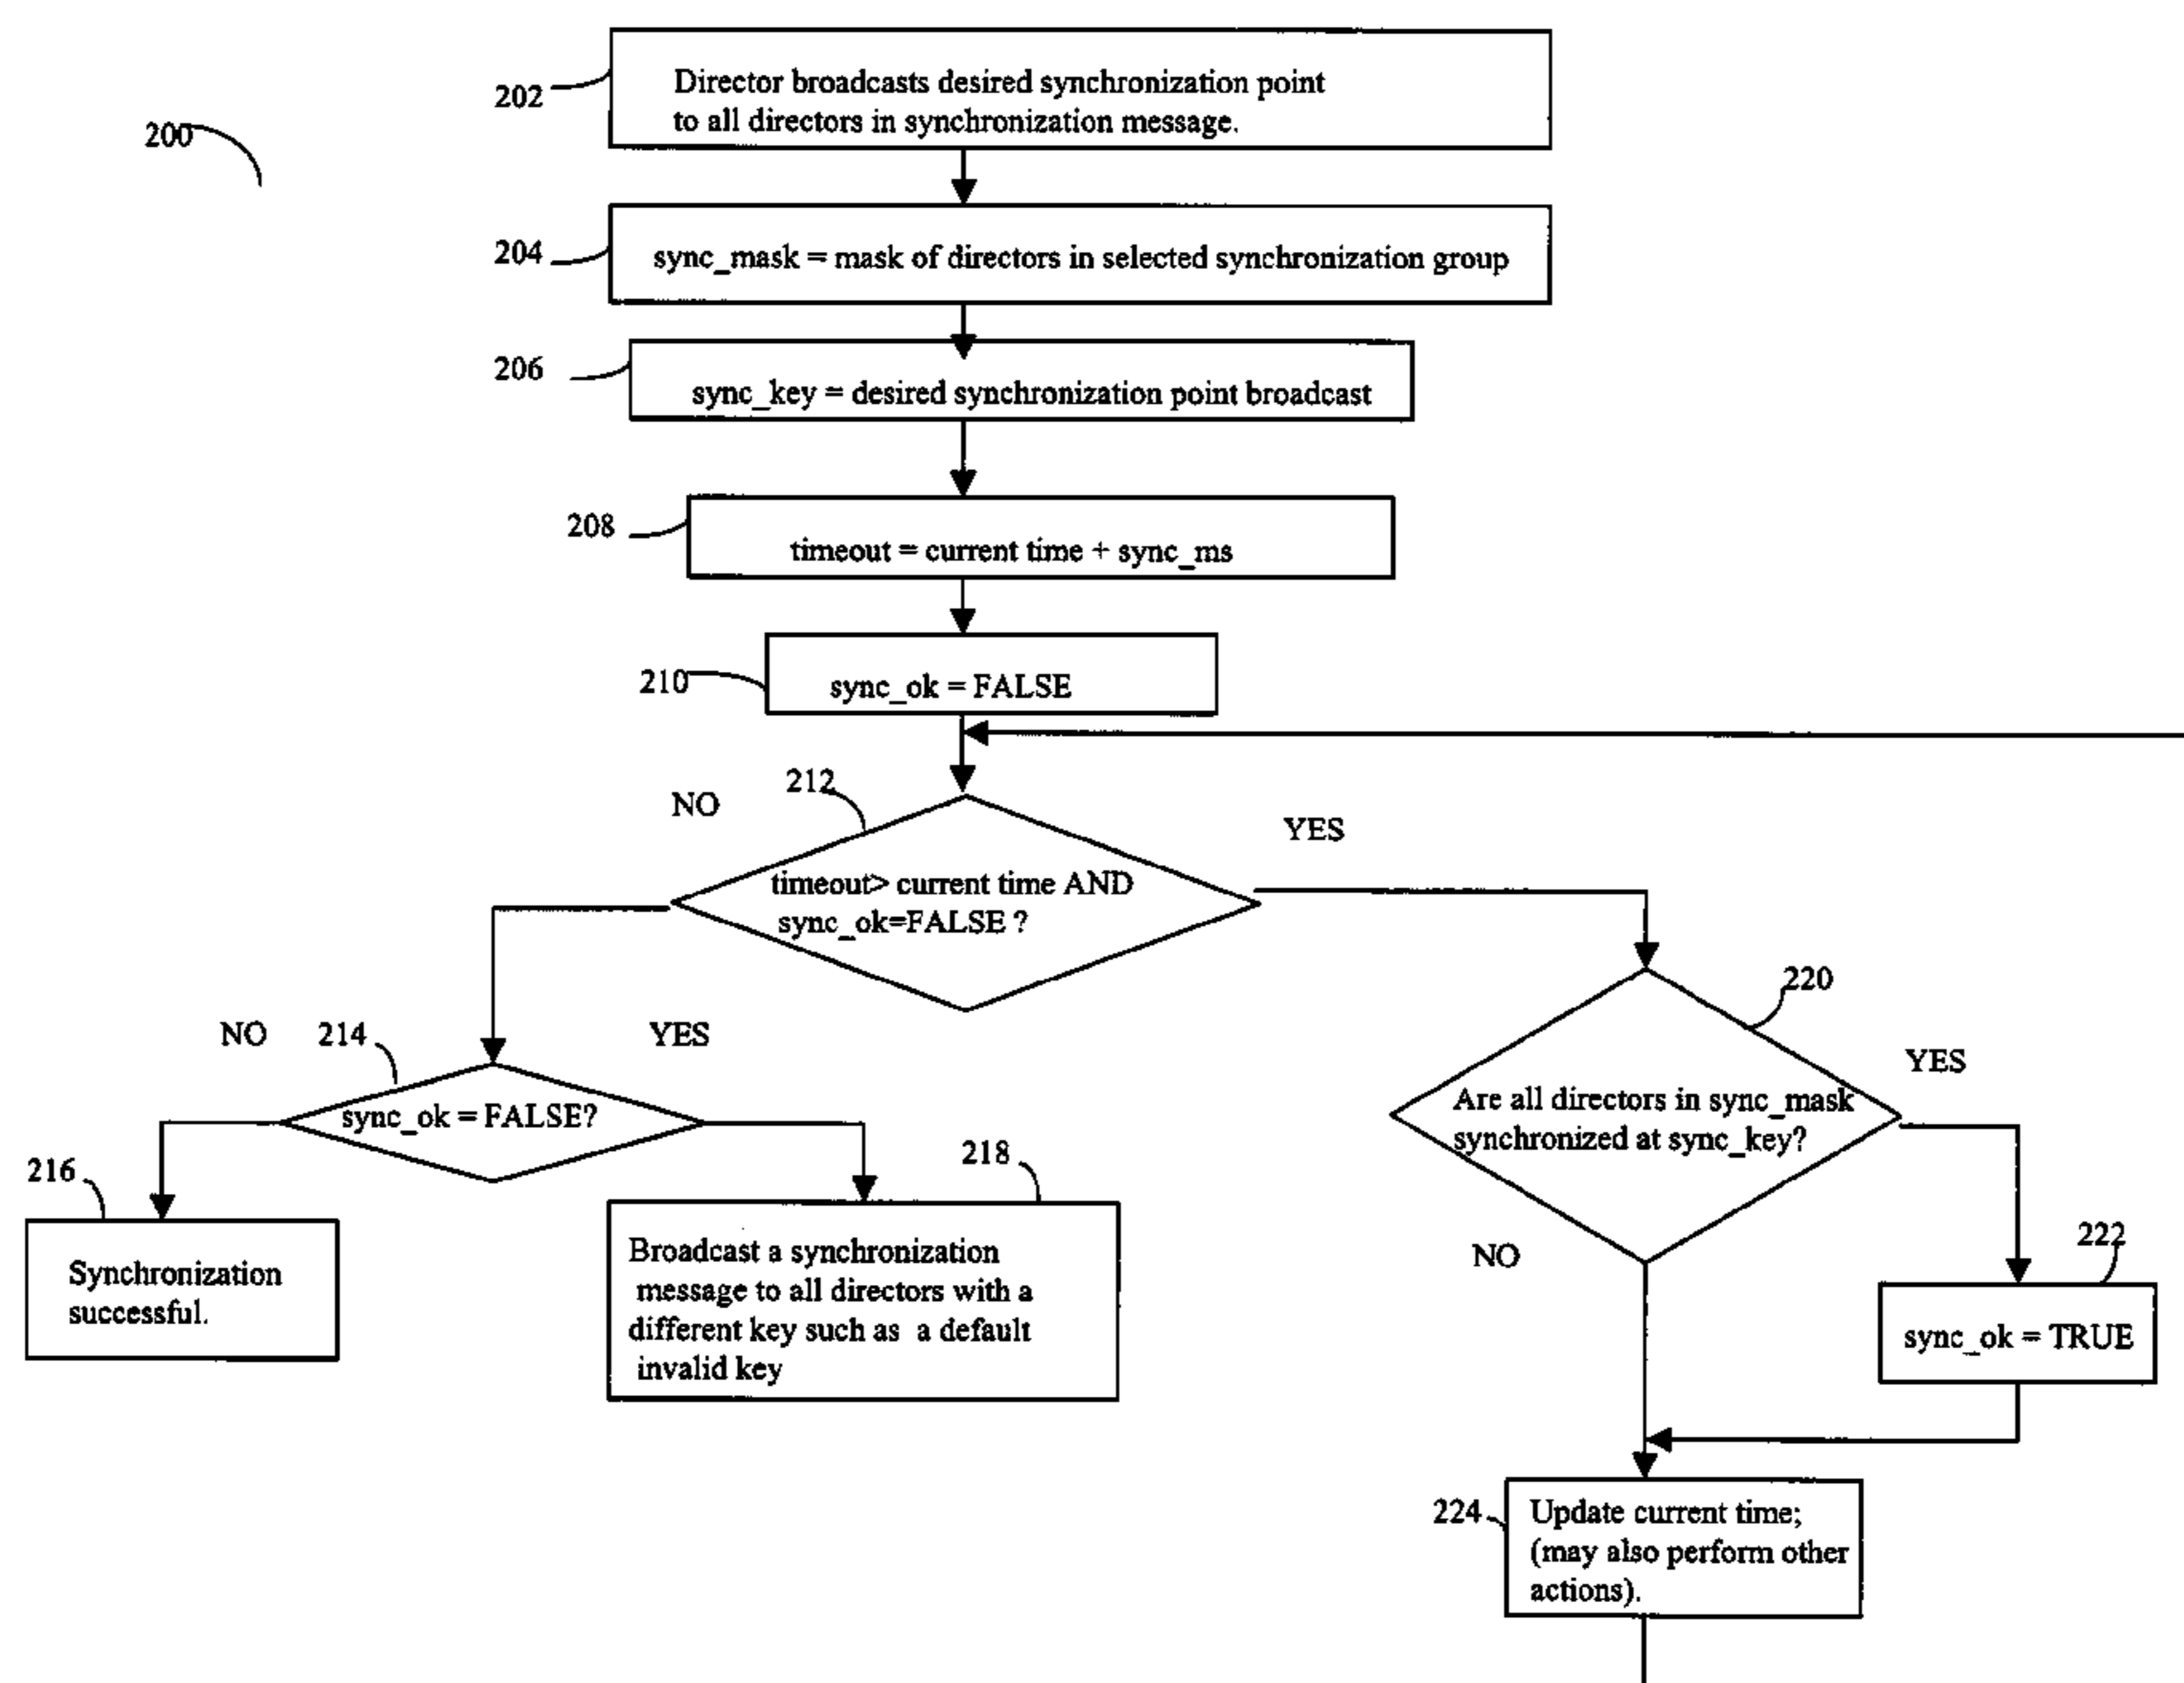 200
202
Director broadcasts desired synchronization point
to all directors in synchronization message.
204
sync_mask = mask of directors in selected synchronization group
206
sync_key = desired synchronization point broadcast
208
timeout = current time + sync_ms
210
sync_ok = FALSE
212
NO
YES
timeout> current time AND
sync_ok=FALSE ?
214
NO
YES
sync_ok = FALSE?
216
Synchronization
successful.
218
Broadcast a synchronization
message to all directors with a
different key such as a default
invalid key
220
YES
Are all directors in sync_mask
synchronized at sync_key?
NO
222
sync_ok = TRUE
224
Update current time;
(may also perform other
actions).